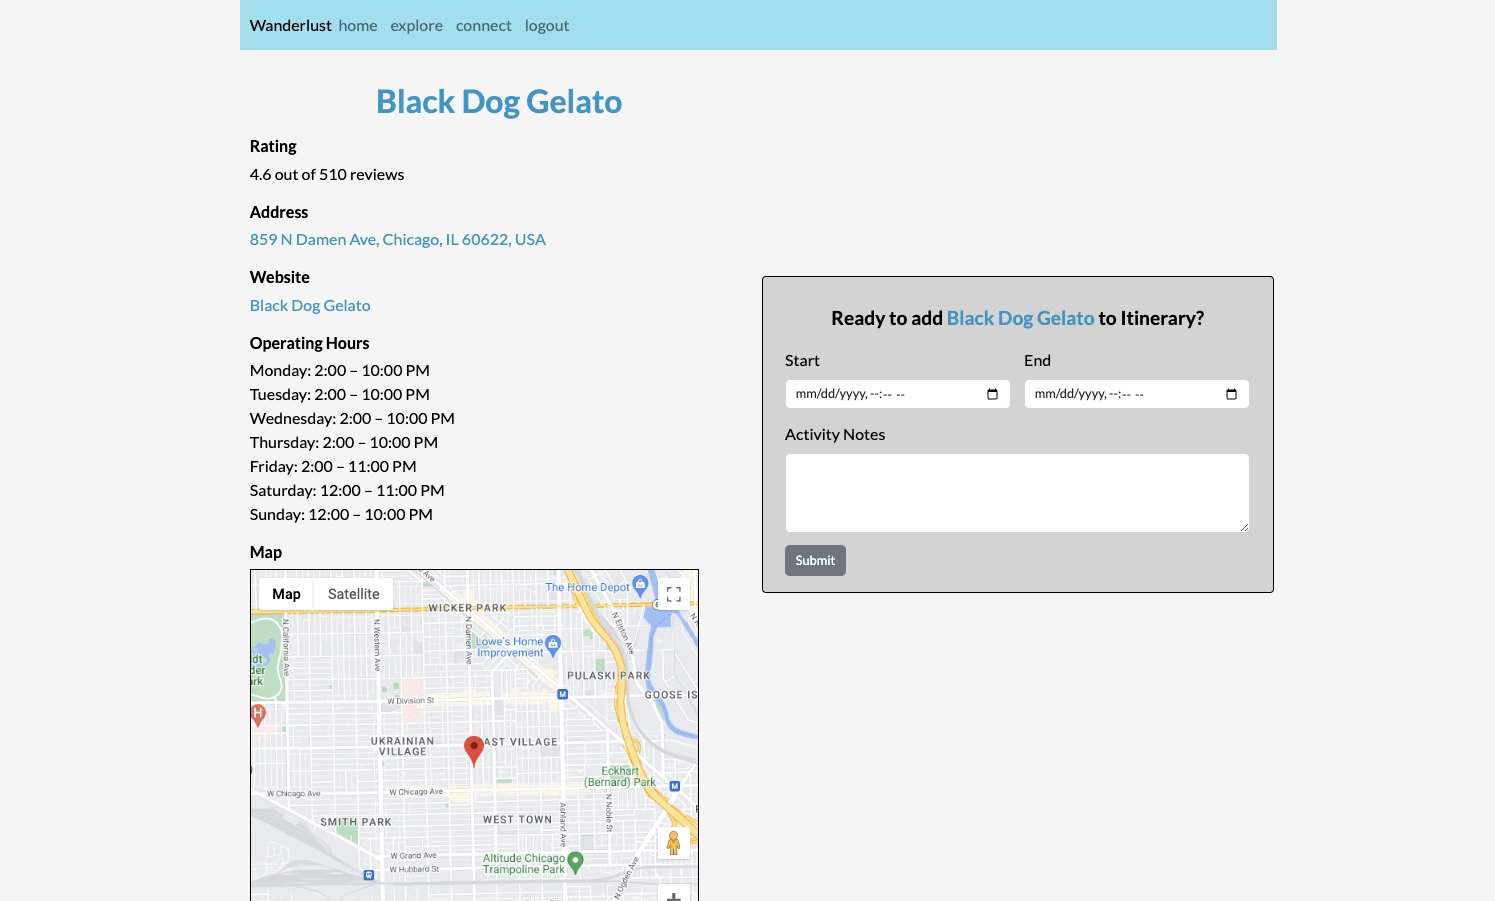 Wanderlust home explore connect logout
Black Dog Gelato
Rating
4.6 out of 510 reviews
Address
859 N Damen Ave, Chicago, IL 60622, USA
Website
Black Dog Gelato
Operating Hours
Monday: 2:00 – 10:00 PM
Tuesday: 2:00 – 10:00 PM
Wednesday: 2:00 – 10:00 PM
Thursday: 2:00 – 10:00 PM
Friday: 2:00 – 11:00 PM
Saturday: 12:00 – 11:00 PM
Sunday: 12:00 – 10:00 PM
Map
Map Satellite
The Home Depot
WICKER PARK
N California Ave
N Western Ave
N Damen Ave
N Elston Ave
Lowe's Home
Improvement
PULASKI PARK
GOOSE IS
W Division St
UKRAINIAN
VILLAGE
AST VILLAGE
Eckhart
(Bernard) Park
W Chicago Ave
W Chicago Ave
SMITH PARK
WEST TOWN
Ashland Ave
N Noble St
W Grand Ave
W Hubbard St
Altitude Chicago
Trampoline Park
N Ogden Ave
Ready to add Black Dog Gelato to Itinerary?
Start End
mm/dd/yyyy, --:-- -- mm/dd/yyyy, --:-- --
Activity Notes
Submit